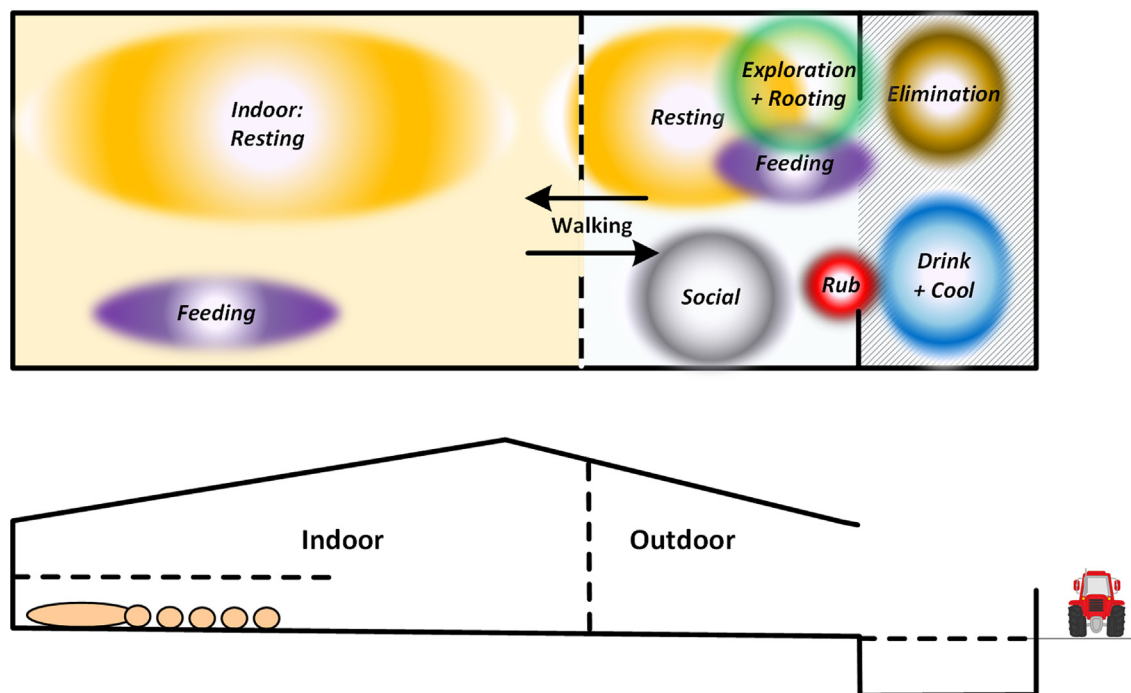 Indoor:
Resting
Resting
Exploration
+ Rooting
Elimination
Feeding
Walking
Feeding
Social
Rub
Drink
+ Cool
Indoor
Outdoor